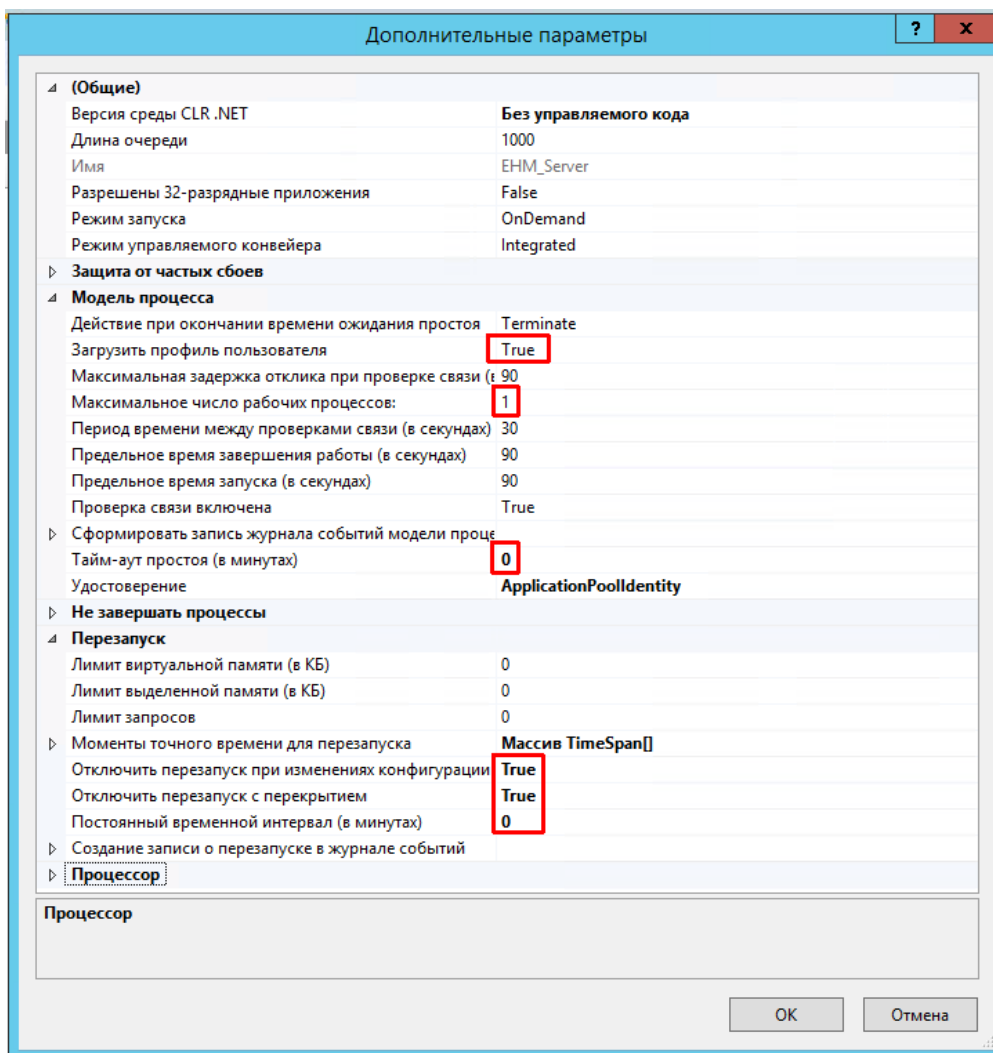 Дополнительные параметры
? x
(Общие)
Версия среды CLR .NET Без управляемого кода
Длина очереди 1000
Имя EHM_Server
Разрешены 32-разрядные приложения False
Режим запуска OnDemand
Режим управляемого конвейера Integrated
Защита от частых сбоев
Модель процесса
Действие при окончании времени ожидания простоя Terminate
Загрузить профиль пользователя True
Максимальная задержка отклика при проверке связи (в 90
Максимальное число рабочих процессов: 1
Период времени между проверками связи (в секундах) 30
Предельное время завершения работы (в секундах) 90
Предельное время запуска (в секундах) 90
Проверка связи включена True
Сформировать запись журнала событий модели проце
Тайм-аут простоя (в минутах) 0
Удостоверение ApplicationPoolIdentity
Не завершать процессы
Перезапуск
Лимит виртуальной памяти (в КБ) 0
Лимит выделенной памяти (в КБ) 0
Лимит запросов 0
Моменты точного времени для перезапуска Массив TimeSpan[]
Отключить перезапуск при изменениях конфигурации True
Отключить перезапуск с перекрытием True
Постоянный временной интервал (в минутах) 0
Создание записи о перезапуске в журнале событий
Процессор
Процессор
OK Отмена